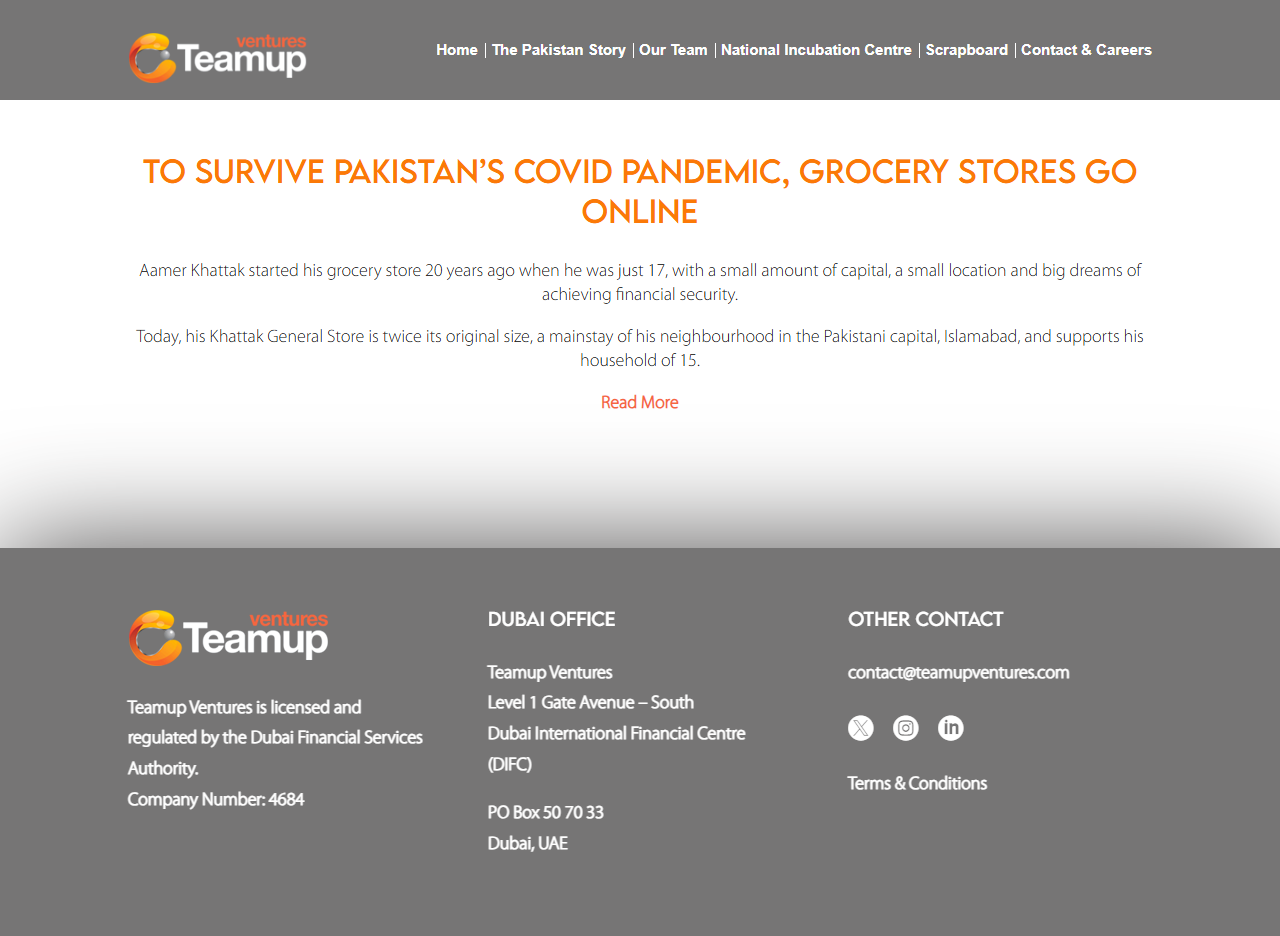 ventures
Teamup
Home | The Pakistan Story | Our Team | National Incubation Centre | Scrapboard | Contact & Careers
TO SURVIVE PAKISTAN’S COVID PANDEMIC, GROCERY STORES GO
ONLINE
Aamer Khattak started his grocery store 20 years ago when he was just 17, with a small amount of capital, a small location and big dreams of
achieving financial security.
Today, his Khattak General Store is twice its original size, a mainstay of his neighbourhood in the Pakistani capital, Islamabad, and supports his
household of 15.
Read More
ventures
Teamup
Teamup Ventures is licensed and
regulated by the Dubai Financial Services
Authority.
Company Number: 4684
DUBAI OFFICE
Teamup Ventures
Level 1 Gate Avenue – South
Dubai International Financial Centre
(DIFC)
PO Box 50 70 33
Dubai, UAE
OTHER CONTACT
contact@teamupventures.com
Terms & Conditions